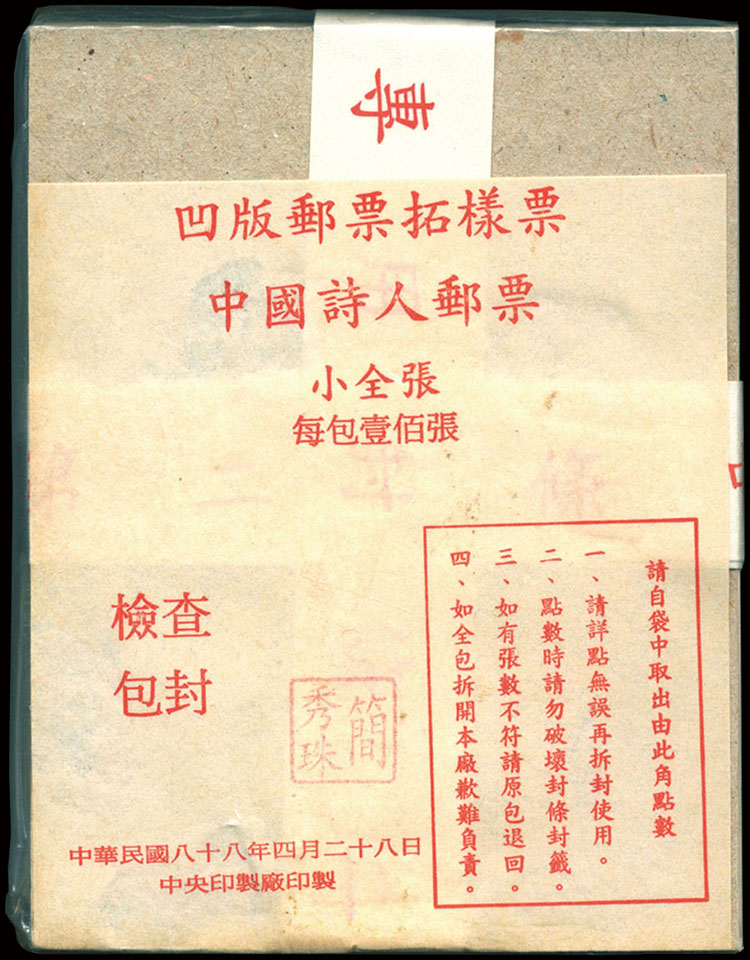 專
凹版郵票拓樣票
中國詩人郵票
小全張
每包壹佰張
請自袋中取出由此角點數
一、請詳點無誤再拆封使用。
二、點數時請勿破壞封條封籤。
三、如有張數不符請原包退回。
四、如全包拆開本廠歉難負責。
檢查
包封
簡
秀珠
中華民國八十八年四月二十八日
中央印製廠印製